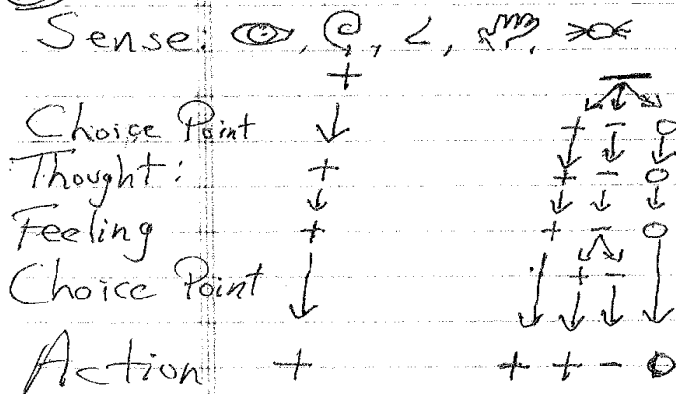 Sense:
+ —
Choice Point + - O
Thought: + + - O
Feeling + + - O
Choice Point + -
Action + + + - O